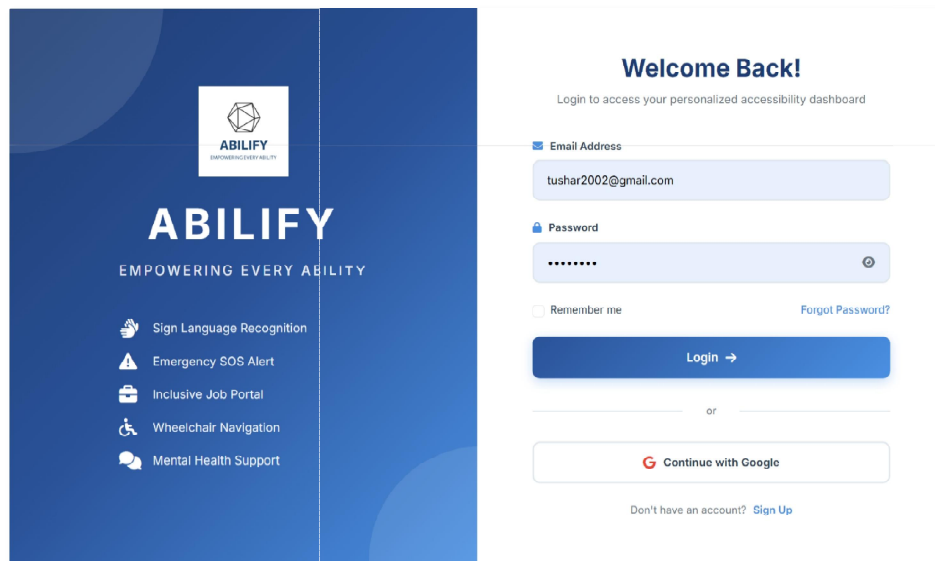 ABILIFY
EMPOWERING EVERY ABILITY
ABILIFY
EMPOWERING EVERY ABILITY
Sign Language Recognition
Emergency SOS Alert
Inclusive Job Portal
Wheelchair Navigation
Mental Health Support
Welcome Back!
Login to access your personalized accessibility dashboard
Email Address
tushar2002@gmail.com
Password
••••••••
Remember me
Forgot Password?
Login →
or
Continue with Google
Don't have an account? Sign Up